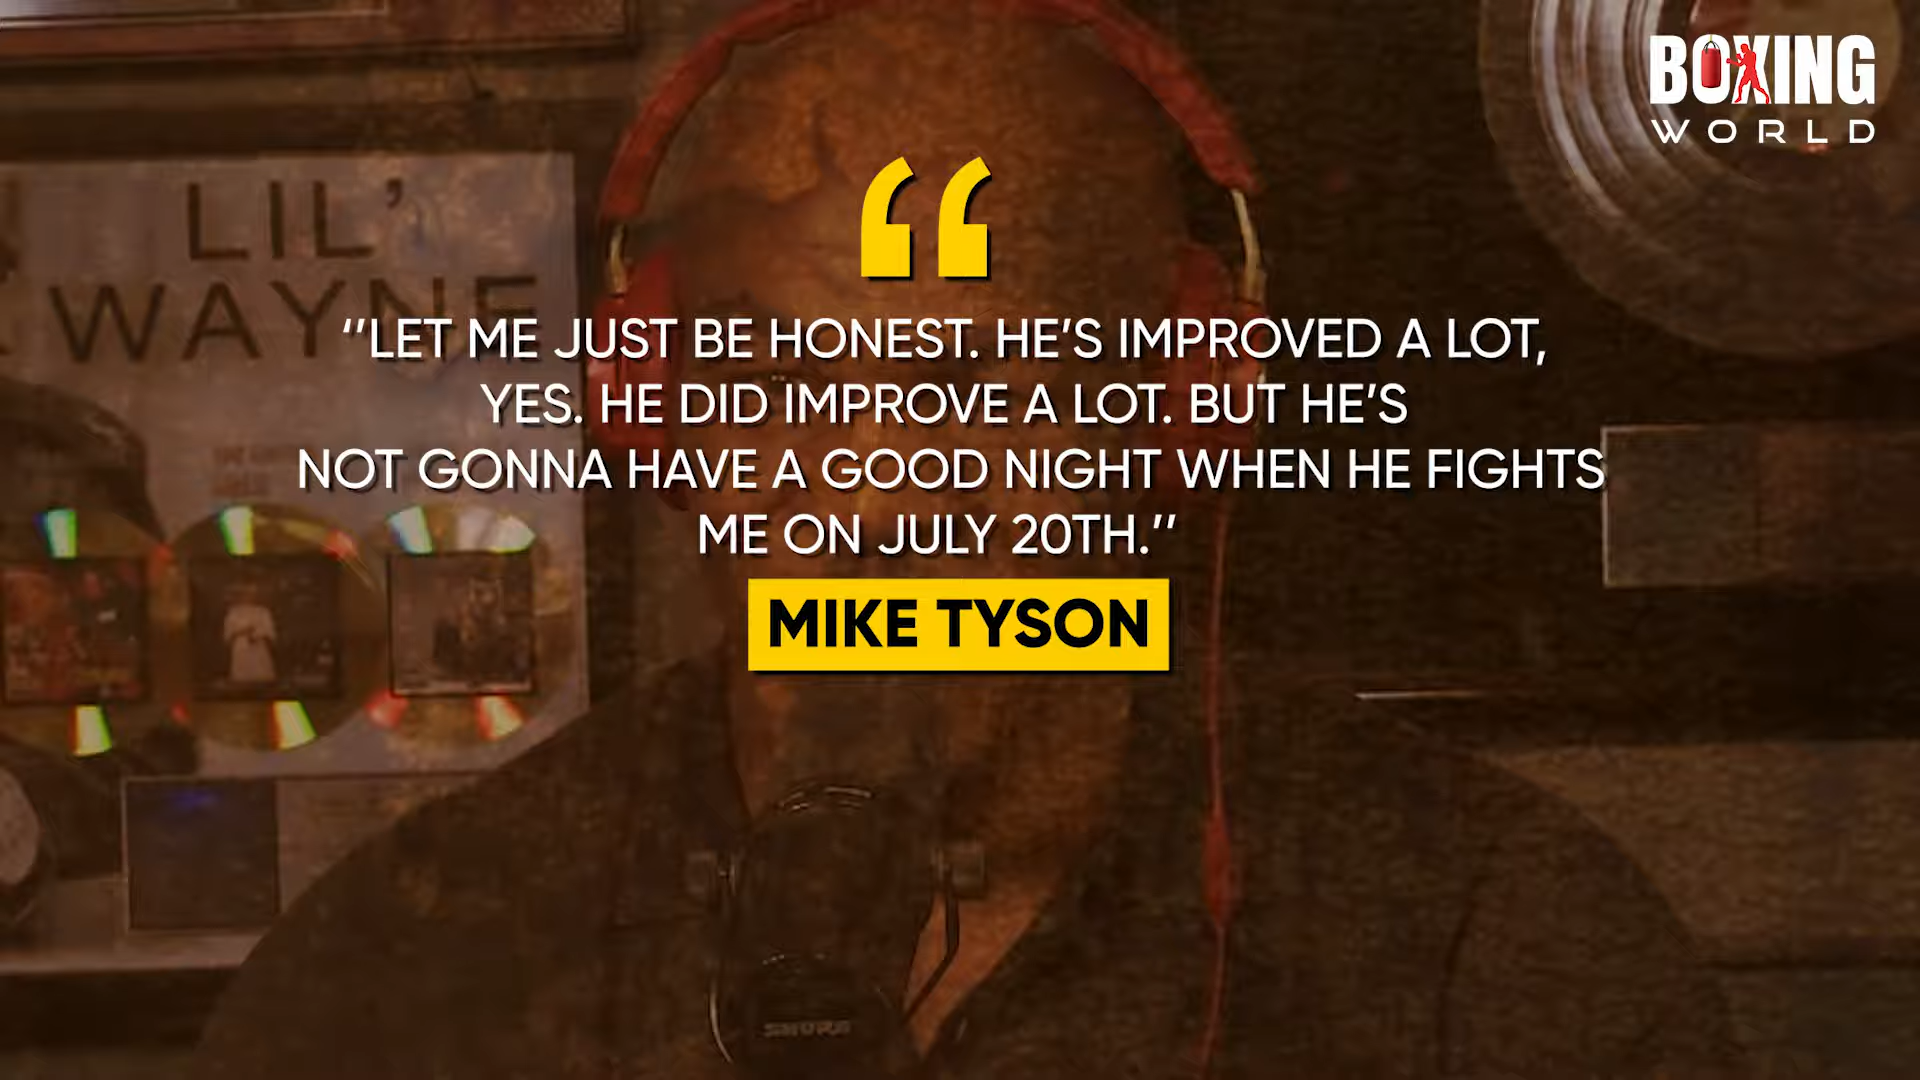 BOXING
WORLD
LIL'
WAYNE
“
‘‘LET ME JUST BE HONEST. HE’S IMPROVED A LOT,
YES. HE DID IMPROVE A LOT. BUT HE’S
NOT GONNA HAVE A GOOD NIGHT WHEN HE FIGHTS
ME ON JULY 20TH.’’
MIKE TYSON
SHURE